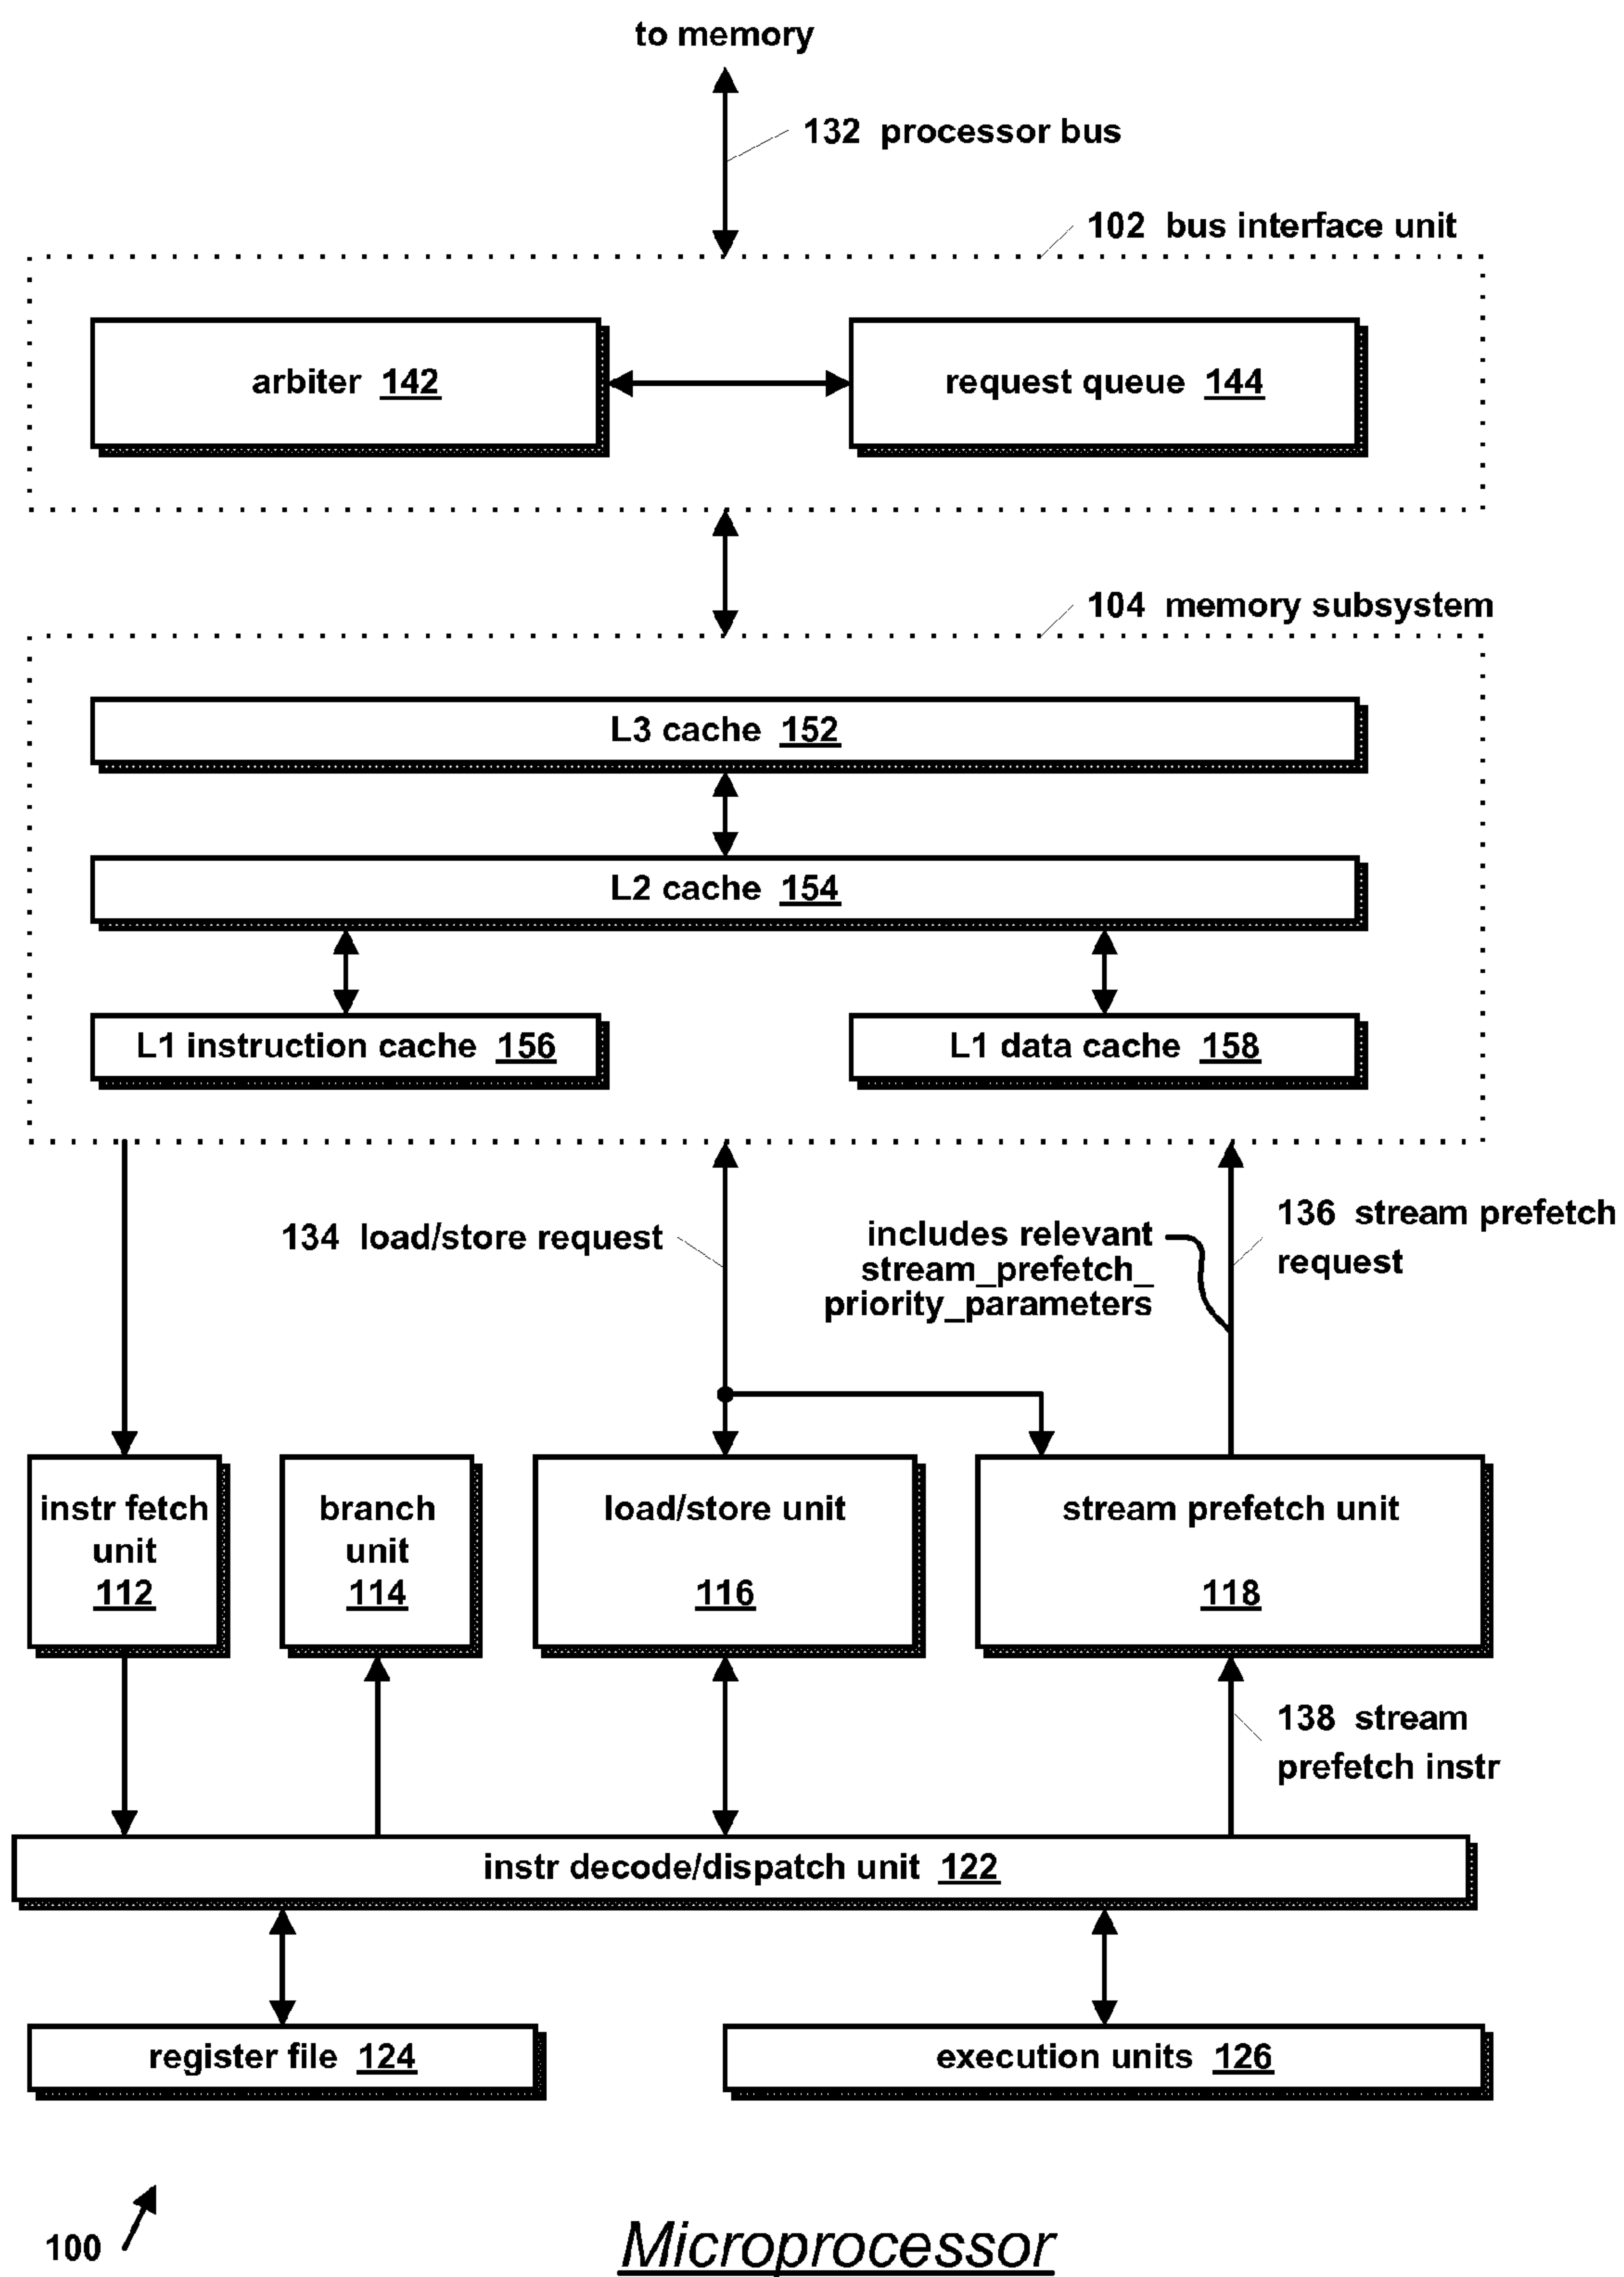 to memory
132 processor bus
102 bus interface unit
arbiter 142
request queue 144
104 memory subsystem
L3 cache 152
L2 cache 154
L1 instruction cache 156
L1 data cache 158
134 load/store request
includes relevant
stream_prefetch_
priority_parameters
136 stream prefetch
request
instr fetch
unit
112
branch
unit
114
load/store unit
116
stream prefetch unit
118
138 stream
prefetch instr
instr decode/dispatch unit 122
register file 124
execution units 126
100
Microprocessor